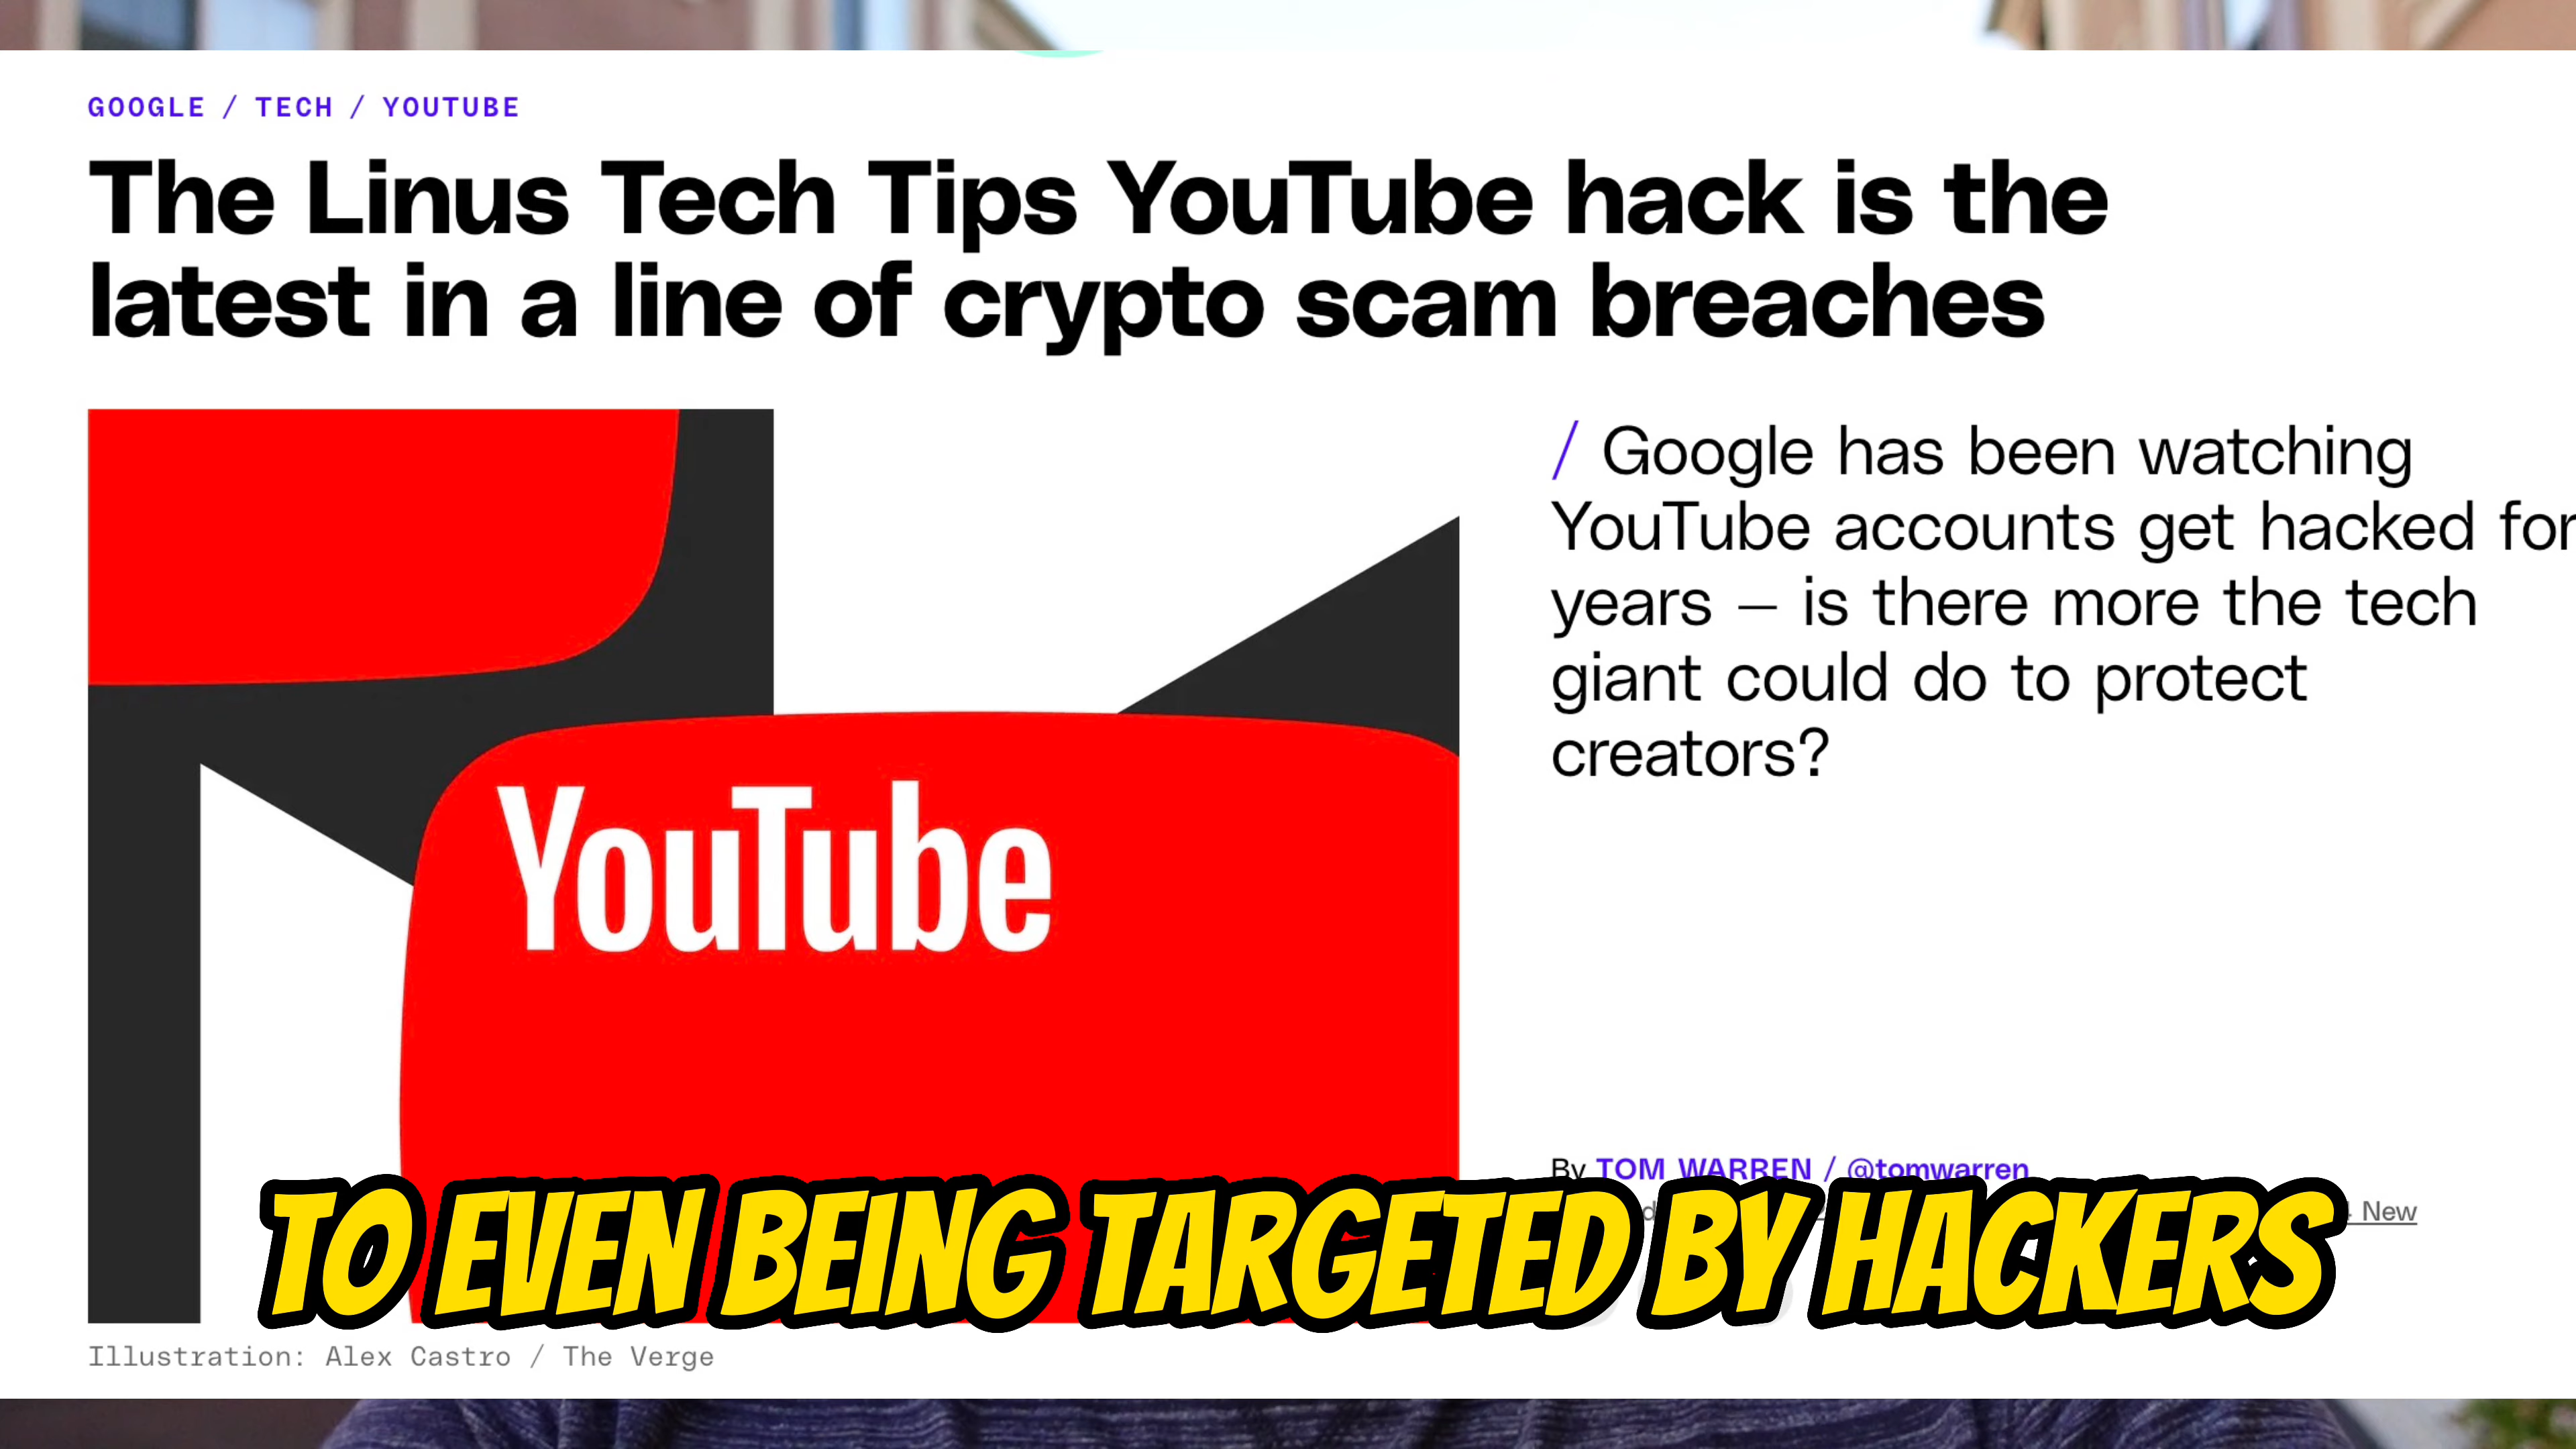 GOOGLE / TECH / YOUTUBE
The Linus Tech Tips YouTube hack is the
latest in a line of crypto scam breaches
/ Google has been watching
YouTube accounts get hacked for
years – is there more the tech
giant could do to protect
creators?
YouTube
By TOM WARREN / @tomwarren
New
TO EVEN BEING TARGETED BY HACKERS
Illustration: Alex Castro / The Verge